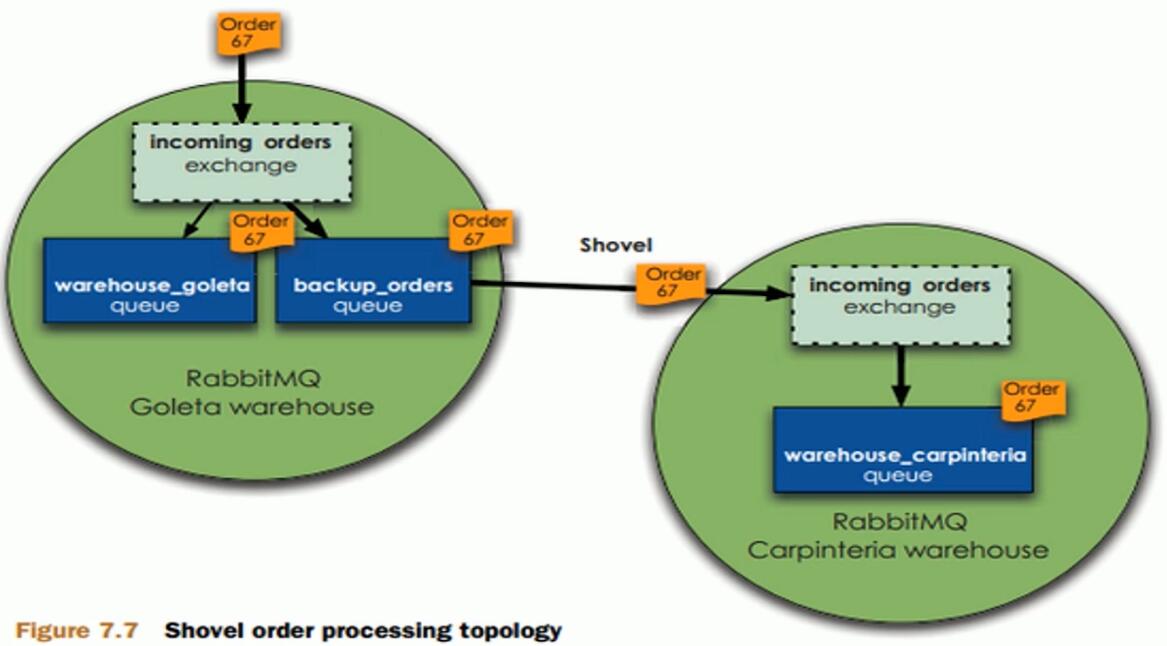 Order
67
incoming orders
exchange
Order
67
Order
67
warehouse_goleta
queue
backup_orders
queue
RabbitMQ
Goleta warehouse
Shovel
Order
67
incoming orders
exchange
Order
67
warehouse_carpinteria
queue
RabbitMQ
Carpinteria warehouse
Figure 7.7 Shovel order processing topology